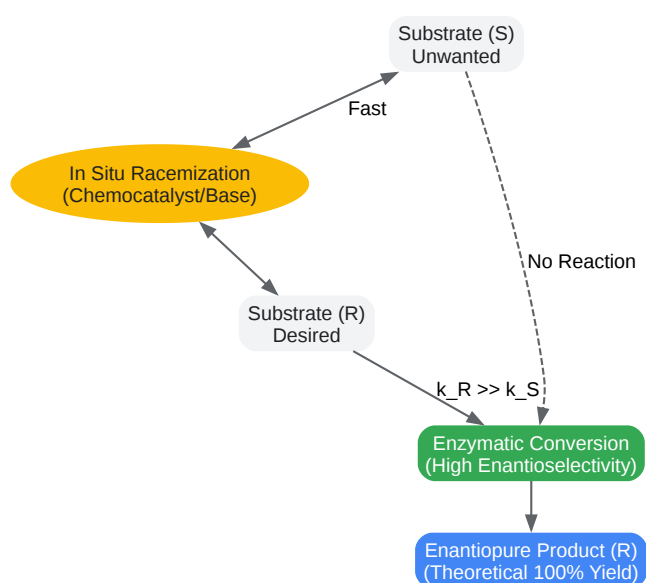 Substrate (S)
Unwanted
Fast
In Situ Racemization
(Chemocatalyst/Base)
No Reaction
Substrate (R)
Desired
k_R >> k_S
Enzymatic Conversion
(High Enantioselectivity)
Enantiopure Product (R)
(Theoretical 100% Yield)